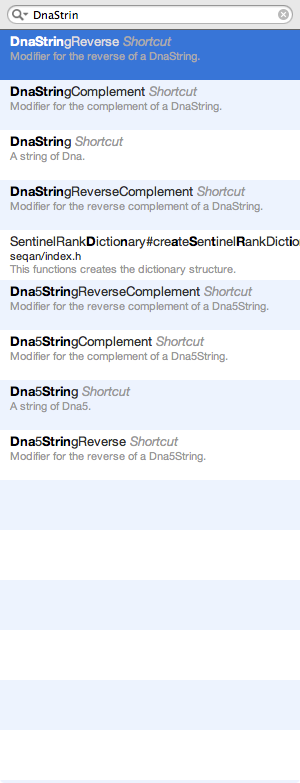 DnaStrin
DnaStringReverse Shortcut
Modifier for the reverse of a DnaString.
DnaStringComplement Shortcut
Modifier for the complement of a DnaString.
DnaString Shortcut
A string of Dna.
DnaStringReverseComplement Shortcut
Modifier for the reverse complement of a DnaString.
SentinelRankDictionary#createSentinelRankDictio
seqan/index.h
This functions creates the dictionary structure.
Dna5StringReverseComplement Shortcut
Modifier for the reverse complement of a Dna5String.
Dna5StringComplement Shortcut
Modifier for the complement of a Dna5String.
Dna5String Shortcut
A string of Dna5.
Dna5StringReverse Shortcut
Modifier for the reverse of a Dna5String.